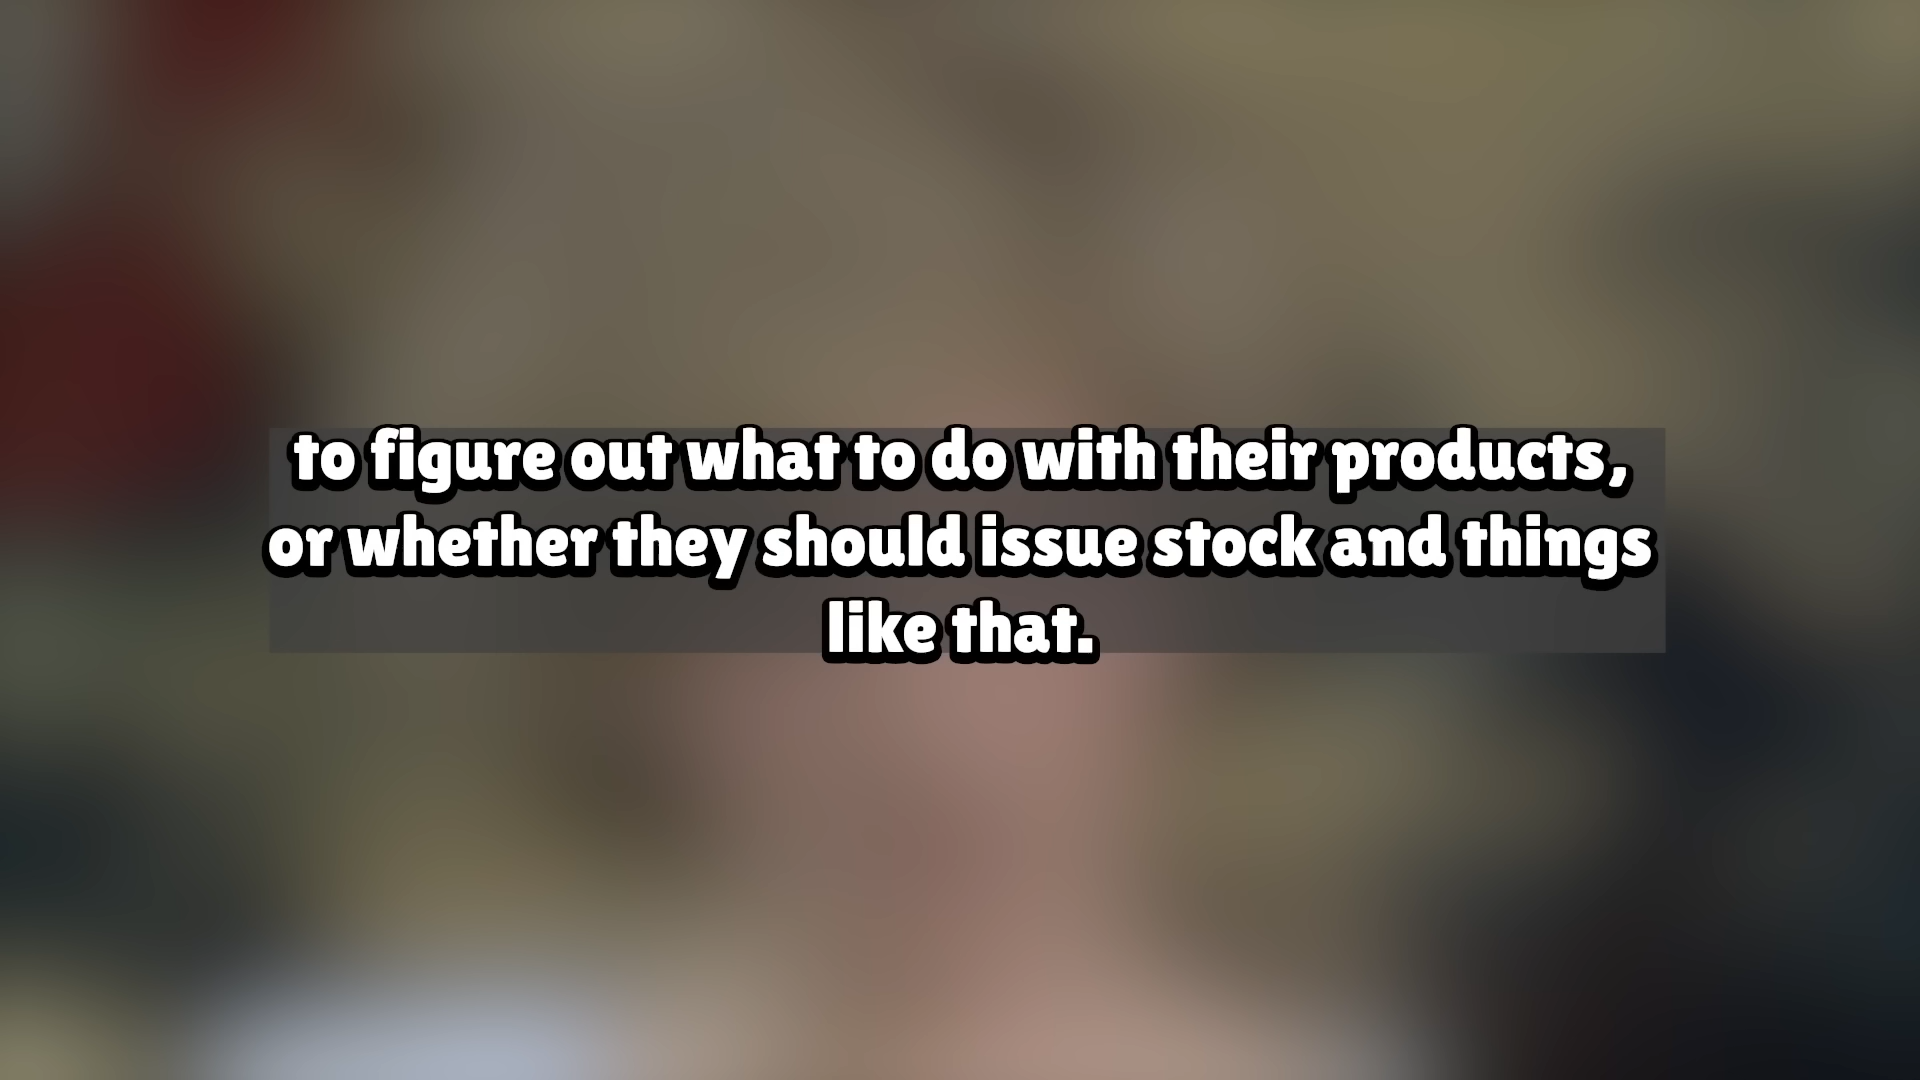 to figure out what to do with their products,
or whether they should issue stock and things
like that.